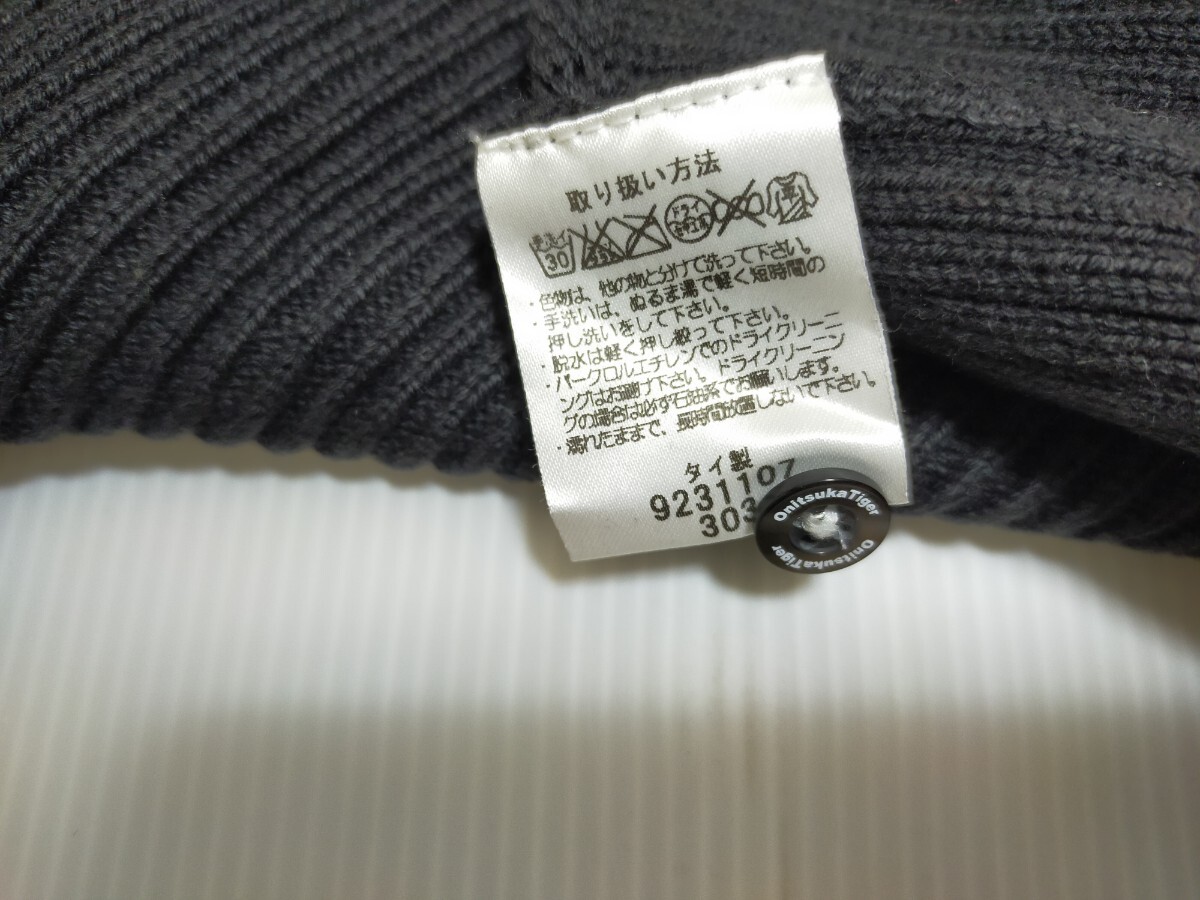 取り扱い方法
手洗イ 30 ドライ セキユ系
・色物は、他の物と分けで洗って下さい。
・手洗いは、ぬるま湯で軽く短時間の
押し洗いをして下さい。
・脱水は軽く押し絞って下さい。
・パークロルエチレンでのドライクリーニ
ングはお避け下さい。ドライクリーニン
グの場合は必ず石油系でお願いします。
・濡れたままで、長時間放置しないで下さい。
タイ製
9231107
303
OnitsukaTiger
OnitsukaTiger